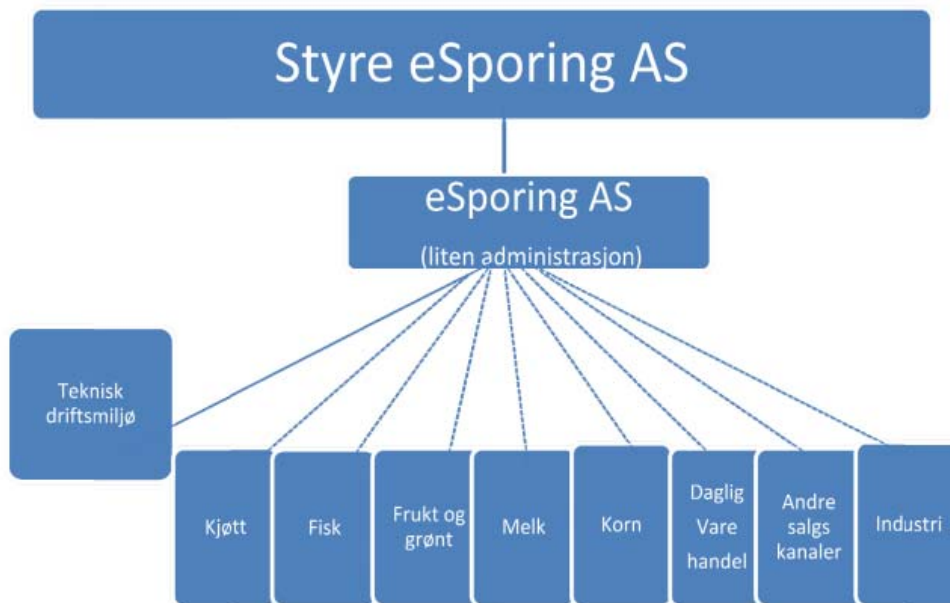 Styre eSporing AS
eSporing AS
(liten administrasjon)
Teknisk
driftsmiljø
Kjøtt
Fisk
Frukt og
grønt
Melk
Korn
Daglig
Vare
handel
Andre
salgs
kanaler
Industri